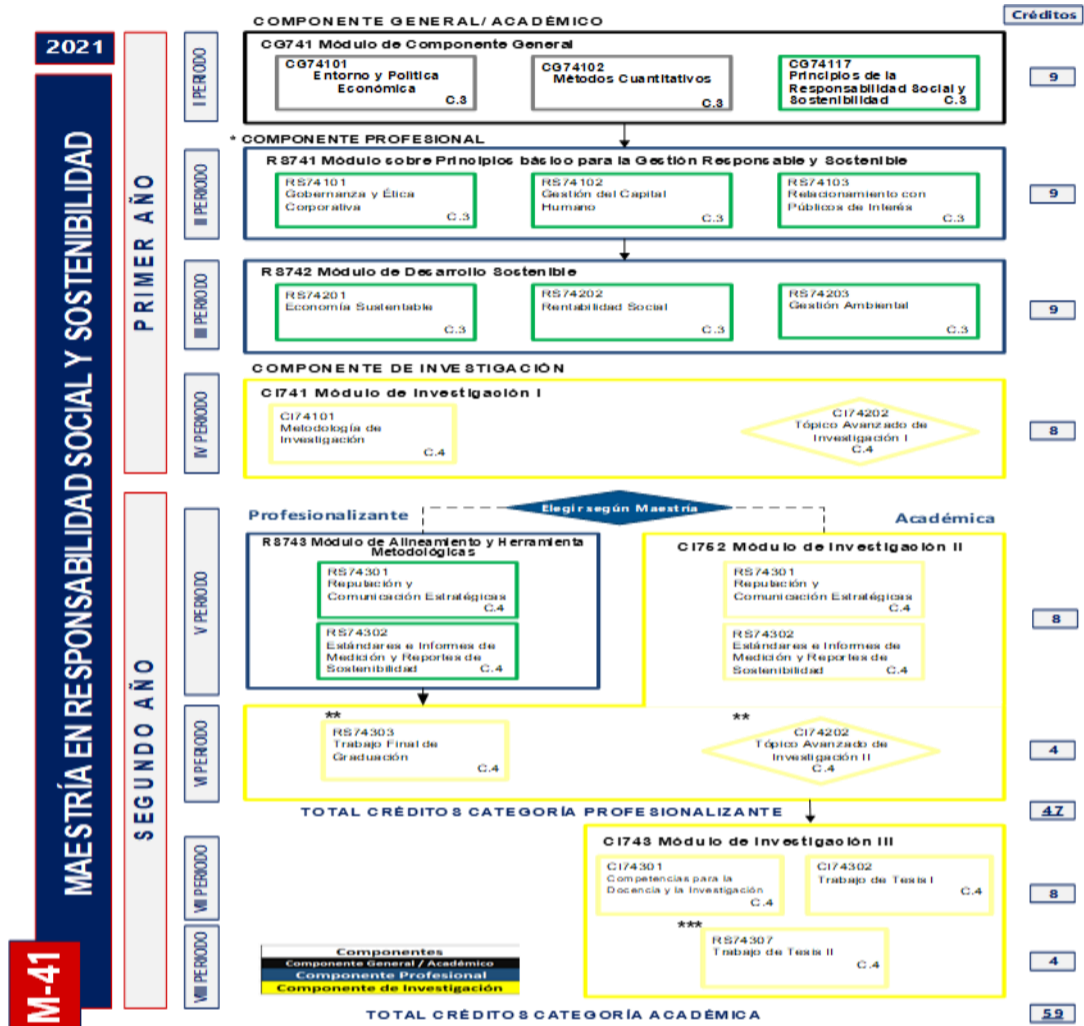 COMPONENTE GENERAL/ ACADÉMICO
Créditos
2021
MAESTRÍA EN RESPONSABILIDAD SOCIAL Y SOSTENIBILIDAD
M-41
PRIMER AÑO
I PERIODO
CG741 Módulo de Componente General
CG74101
Entorno y Politica
Económica
C.3
CG74102
Métodos Cuantitativos
C.3
CG74117
Principios de la
Responsabilidad Social y
Sostenibilidad
C.3
9
* COMPONENTE PROFESIONAL
II PERIODO
RS741 Módulo sobre Principios básico para la Gestión Responsable y Sostenible
RS74101
Gobernanza y Ética
Corporativa
C.3
RS74102
Gestión del Capital
Humano
C.3
RS74103
Relacionamiento con
Públicos de Interés
C.3
9
III PERIODO
RS742 Módulo de Desarrollo Sostenible
RS74201
Economía Sustentable
C.3
RS74202
Rentabilidad Social
C.3
RS74203
Gestión Ambiental
C.3
9
COMPONENTE DE INVESTIGACIÓN
IV PERIODO
CI741 Módulo de Investigación I
CI74101
Metodología de
Investigación
C.4
CI74202
Tópico Avanzado de
Investigación I
C.4
8
SEGUNDO AÑO
Elegir según Maestría
Profesionalizante
Académica
V PERIODO
RS743 Módulo de Alineamiento y Herramienta
Metodológicas
RS74301
Reputación y
Comunicación Estratégicas
C.4
RS74302
Estándares e Informes de
Medición y Reportes de
Sostenibilidad
C.4
CI752 Módulo de Investigación II
RS74301
Reputación y
Comunicación Estratégicas
C.4
RS74302
Estándares e Informes de
Medición y Reportes de
Sostenibilidad
C.4
8
VI PERIODO
**
RS74303
Trabajo Final de
Graduación
C.4
**
CI74202
Tópico Avanzado de
Investigación II
C.4
4
TOTAL CRÉDITOS CATEGORÍA PROFESIONALIZANTE
47
VII PERIODO
CI743 Módulo de Investigación III
CI74301
Competencias para la
Docencia y la Investigación
C.4
CI74302
Trabajo de Tesis I
C.4
8
VIII PERIODO
***
RS74307
Trabajo de Tesis II
C.4
4
Componentes
Componente General / Académico
Componente Profesional
Componente de Investigación
TOTAL CRÉDITOS CATEGORÍA ACADÉMICA
59